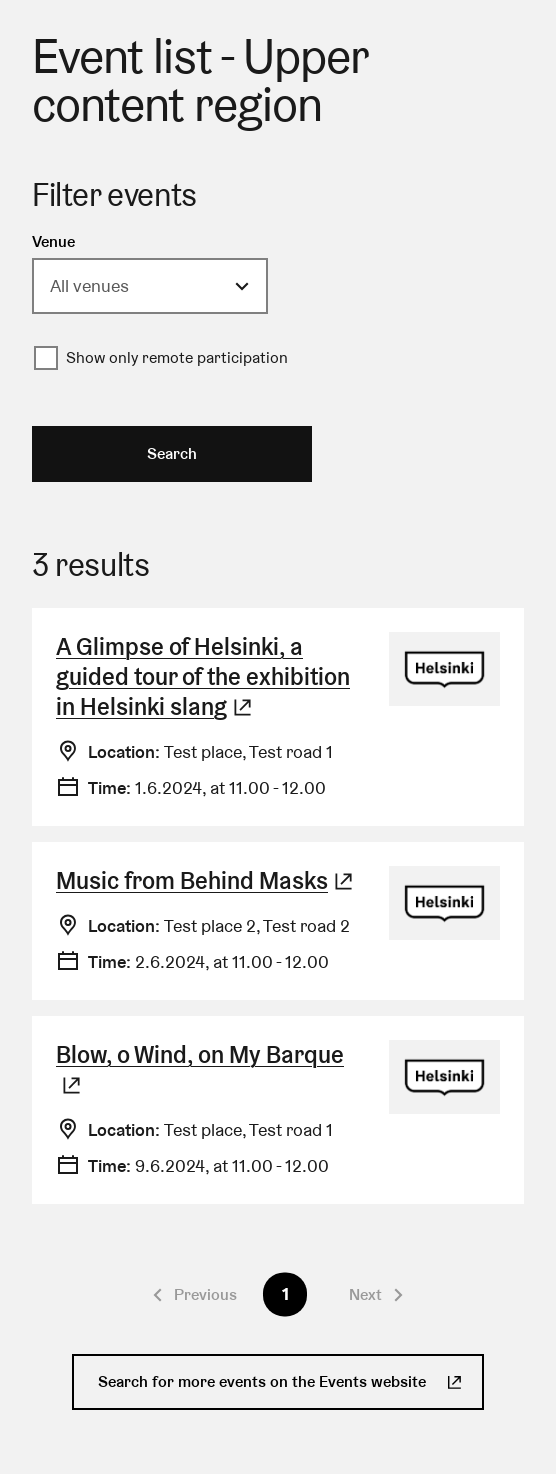 Event list - Upper
content region
Filter events
Venue
All venues
Show only remote participation
Search
3 results
A Glimpse of Helsinki, a
guided tour of the exhibition
in Helsinki slang
Helsinki
Location: Test place, Test road 1
Time: 1.6.2024, at 11.00 - 12.00
Music from Behind Masks
Helsinki
Location: Test place 2, Test road 2
Time: 2.6.2024, at 11.00 - 12.00
Blow, o Wind, on My Barque
Helsinki
Location: Test place, Test road 1
Time: 9.6.2024, at 11.00 - 12.00
Previous 1 Next
Search for more events on the Events website